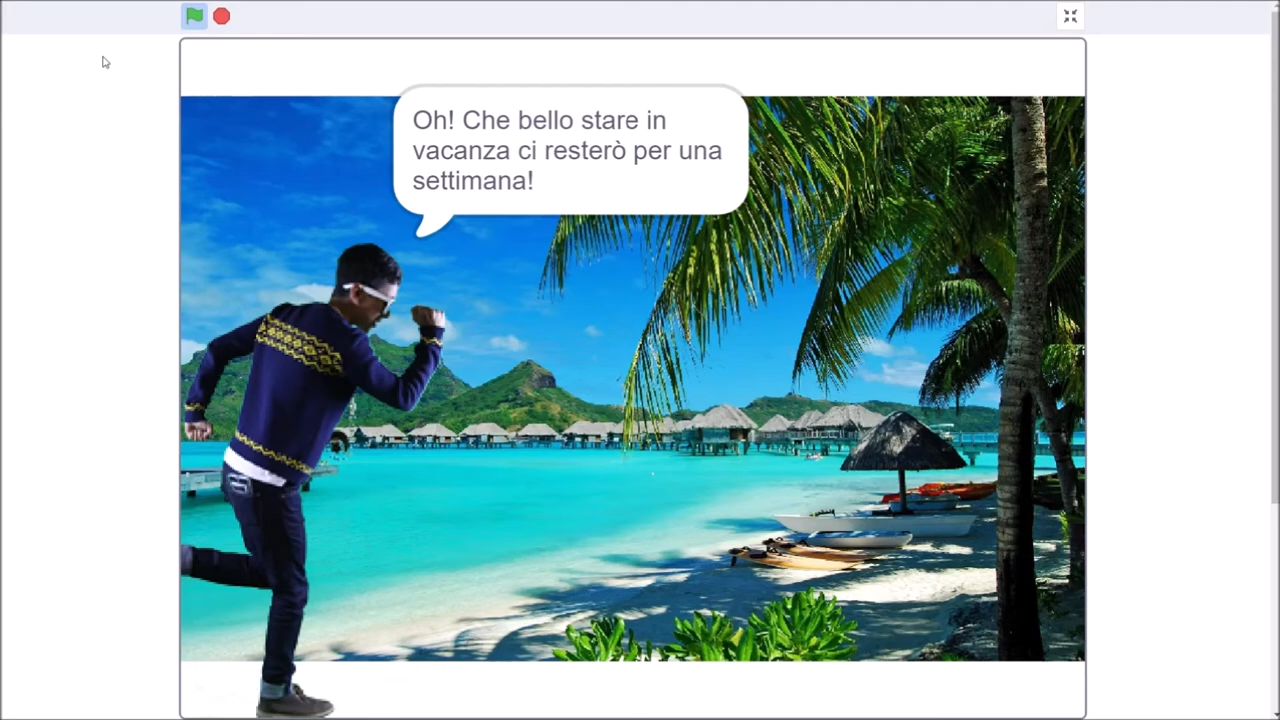 Oh! Che bello stare in
vacanza ci resterò per una
settimana!